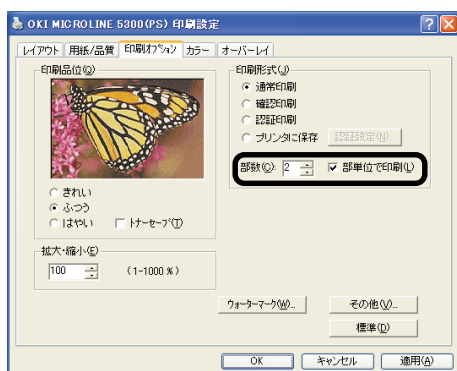 OKI MICROLINE 5300(PS) 印刷設定
レイアウト 用紙/品質 印刷オプション カラー オーバーレイ
印刷品位(Q)
きれい
ふつう
はやい
トナーセーブ(T)
拡大・縮小(E)
100 (1-1000 %)
印刷形式(J)
通常印刷
確認印刷
認証印刷
プリンタに保存 認証設定(N)...
部数(C): 2 部単位で印刷(L)
ウォーターマーク(W)... その他(V)...
標準(D)
OK キャンセル 適用(A)